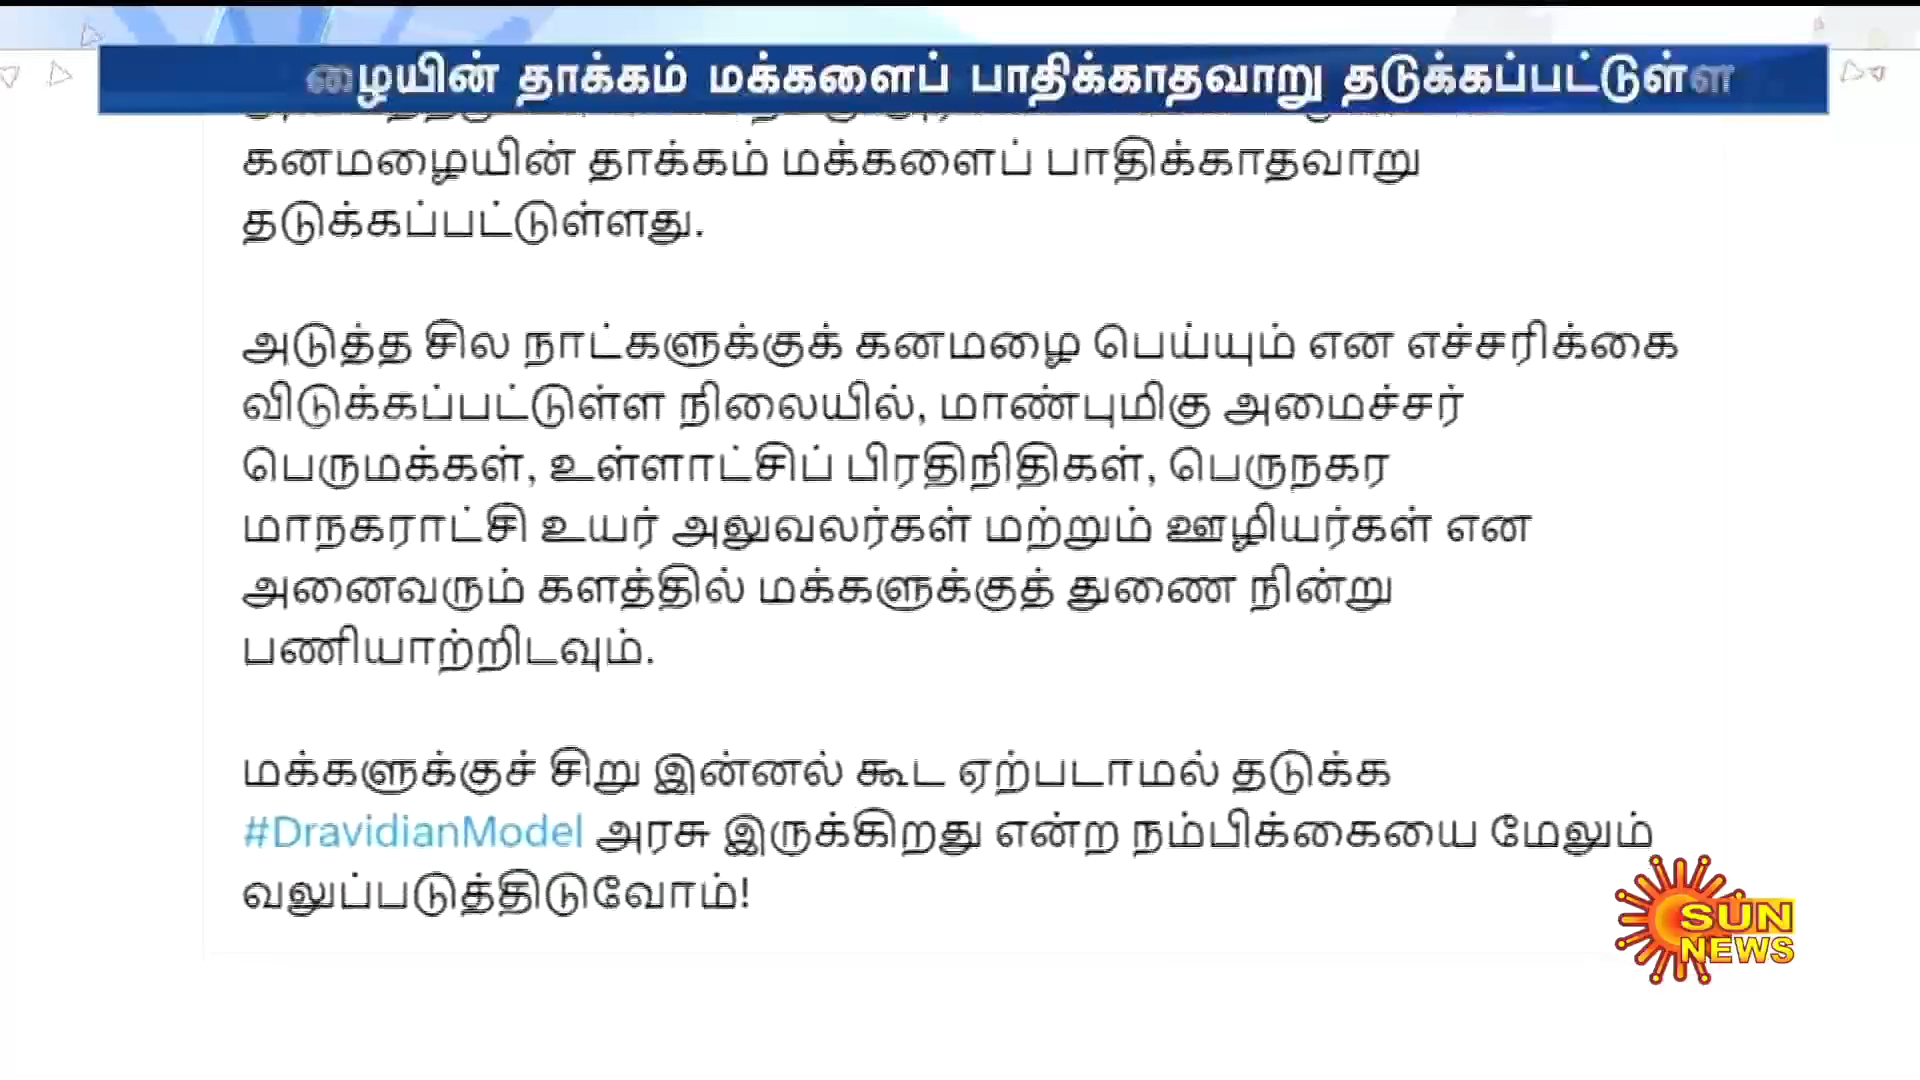 தாக்கம் மக்களைப் பாதிக்காதவாறு
கனமழையின் தாக்கம் மக்களைப் பாதிக்காதவாறு
தடுக்கப்பட்டுள்ளது.
அடுத்த சில நாட்களுக்குக் கனமழை பெய்யும் என எச்சரிக்கை
விடுக்கப்பட்டுள்ள நிலையில், மாண்புமிகு அமைச்சர்
பெருமக்கள், உள்ளாட்சிப் பிரதிநிதிகள், பெருநகர
மாநகராட்சி உயர் அலுவலர்கள் மற்றும் ஊழியர்கள் என
அனைவரும் களத்தில் மக்களுக்குத் துணை நின்று
பணியாற்றிடவும்.
மக்களுக்குச் சிறு இன்னல் கூட ஏற்படாமல் தடுக்க
#DravidianModel அரசு இருக்கிறது என்ற நம்பிக்கையை மேலும்
வலுப்படுத்திடுவோம்!
SUN
NEWS